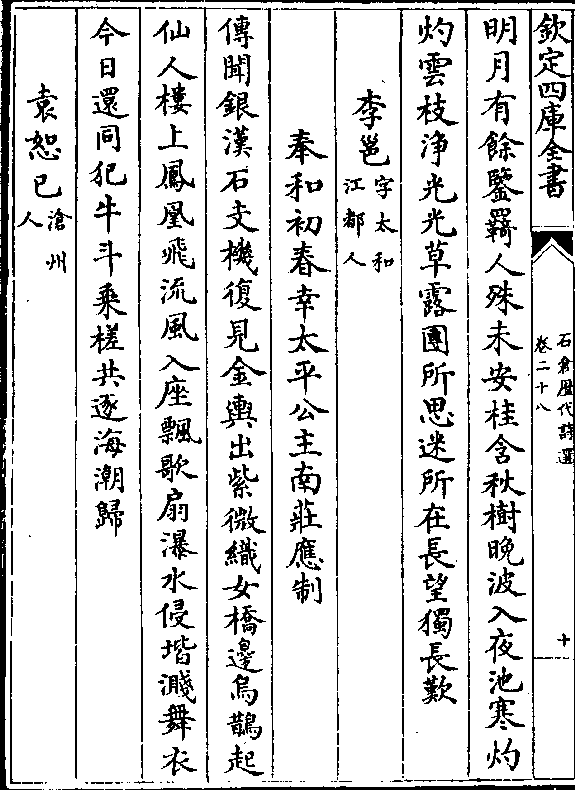 欽定四庫全書
石倉歷代詩選
卷二十八
十
明月有餘鑒羇人殊未安桂含秋樹晚波入夜池寒灼
灼雲枝浄光光草露團所思迷所在長望獨長歎
李邕字太和江都人
奉和初春幸太平公主南莊應制
傳聞銀漢石支機復見金輿出紫微織女橋邊烏鵲起
仙人樓上鳳凰飛流風入座飄歌扇瀑水侵堦濺舞衣
今日還同犯牛斗乘槎共逐海潮歸
袁恕已滄州人